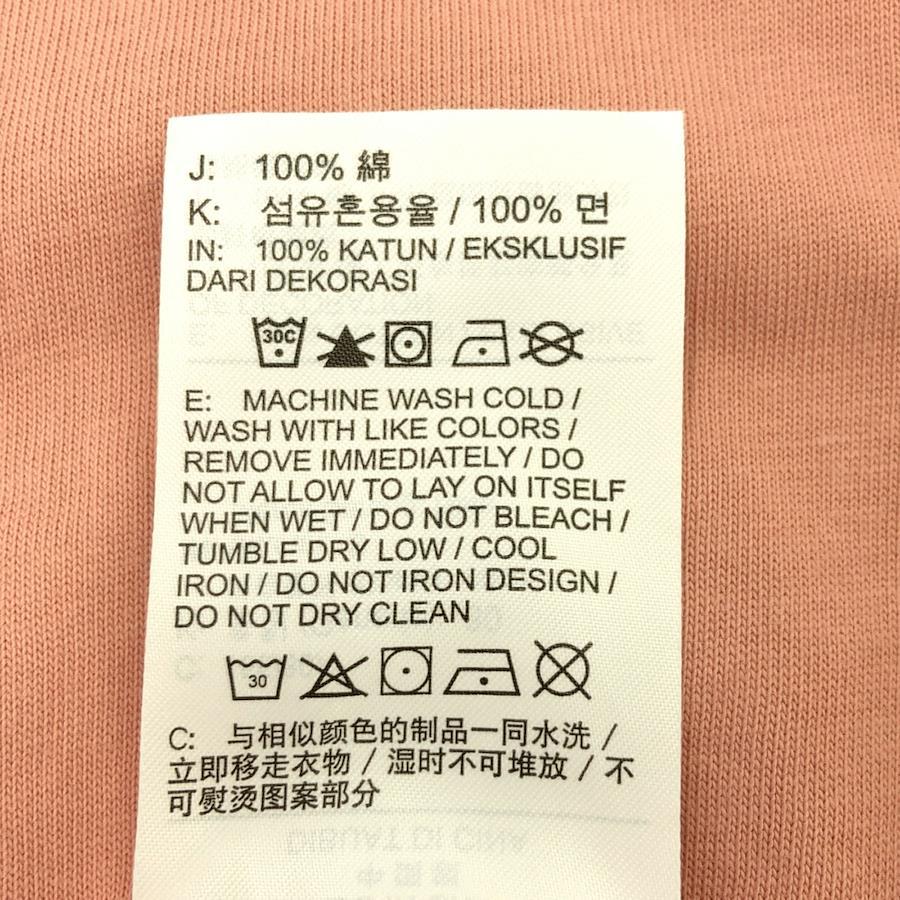 J: 100% 綿
K: 섬유혼용율 / 100% 면
IN: 100% KATUN / EKSKLUSIF
DARI DEKORASI
30C
E: MACHINE WASH COLD /
WASH WITH LIKE COLORS /
REMOVE IMMEDIATELY / DO
NOT ALLOW TO LAY ON ITSELF
WHEN WET / DO NOT BLEACH /
TUMBLE DRY LOW / COOL
IRON / DO NOT IRON DESIGN /
DO NOT DRY CLEAN
30
C: 与相似颜色的制品一同水洗 /
立即移走衣物 / 湿时不可堆放 / 不
可熨烫图案部分
DIBUAT DI CINA